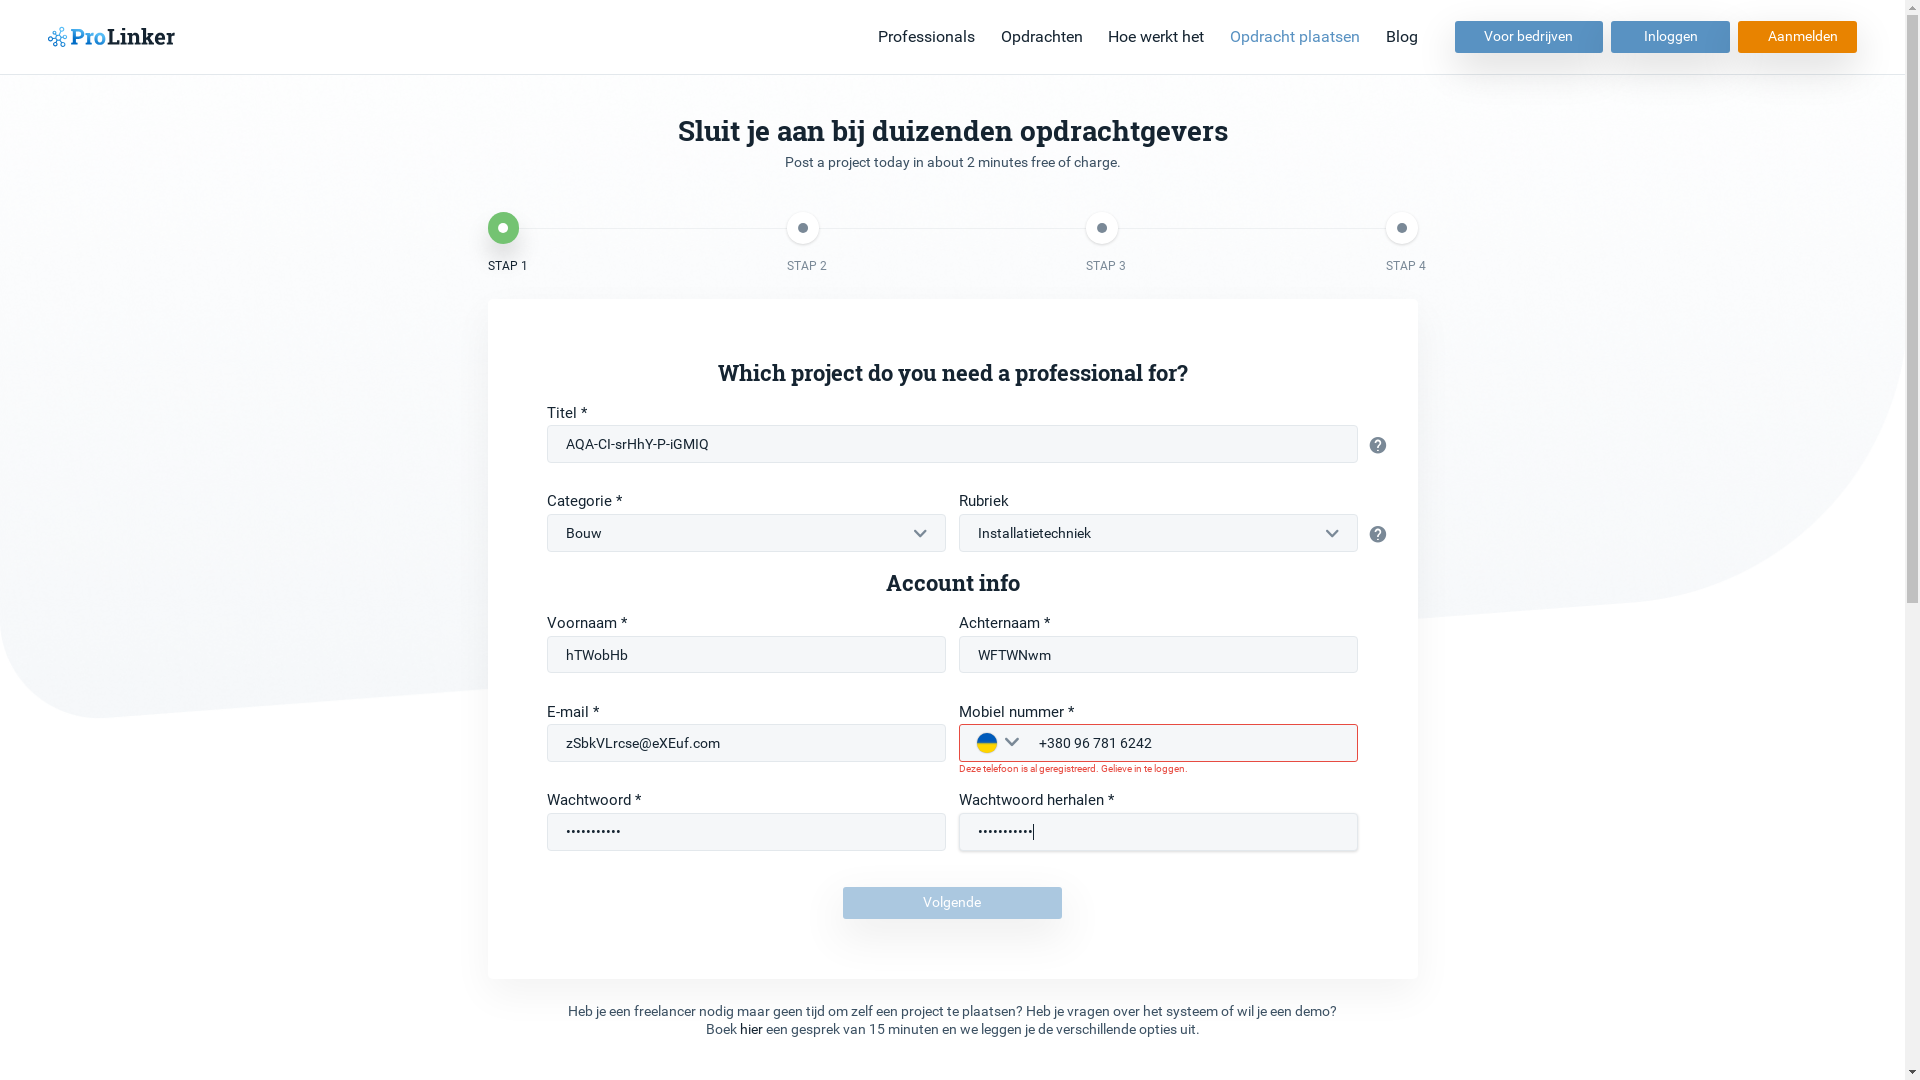 ProLinker
Professionals Opdrachten Hoe werkt het Opdracht plaatsen Blog Voor bedrijven Inloggen Aanmelden
Sluit je aan bij duizenden opdrachtgevers
Post a project today in about 2 minutes free of charge.
STAP 1 STAP 2 STAP 3 STAP 4
Which project do you need a professional for?
Titel *
AQA-CI-srHhY-P-iGMIQ
Categorie * Rubriek
Bouw Installatietechniek
Account info
Voornaam * Achternaam *
hTWobHb WFTWNwm
E-mail * Mobiel nummer *
zSbkVLrcse@eXEuf.com +380 96 781 6242
Deze telefoon is al geregistreerd. Gelieve in te loggen.
Wachtwoord * Wachtwoord herhalen *
••••••••••• •••••••••••
Volgende
Heb je een freelancer nodig maar geen tijd om zelf een project te plaatsen? Heb je vragen over het systeem of wil je een demo?
Boek hier een gesprek van 15 minuten en we leggen je de verschillende opties uit.